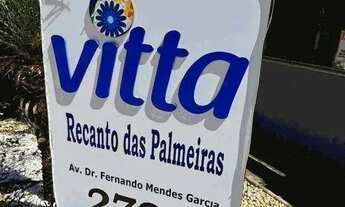 vitta
Recanto das Palmeiras
Av. Dr. Fernando Mendes Garcia